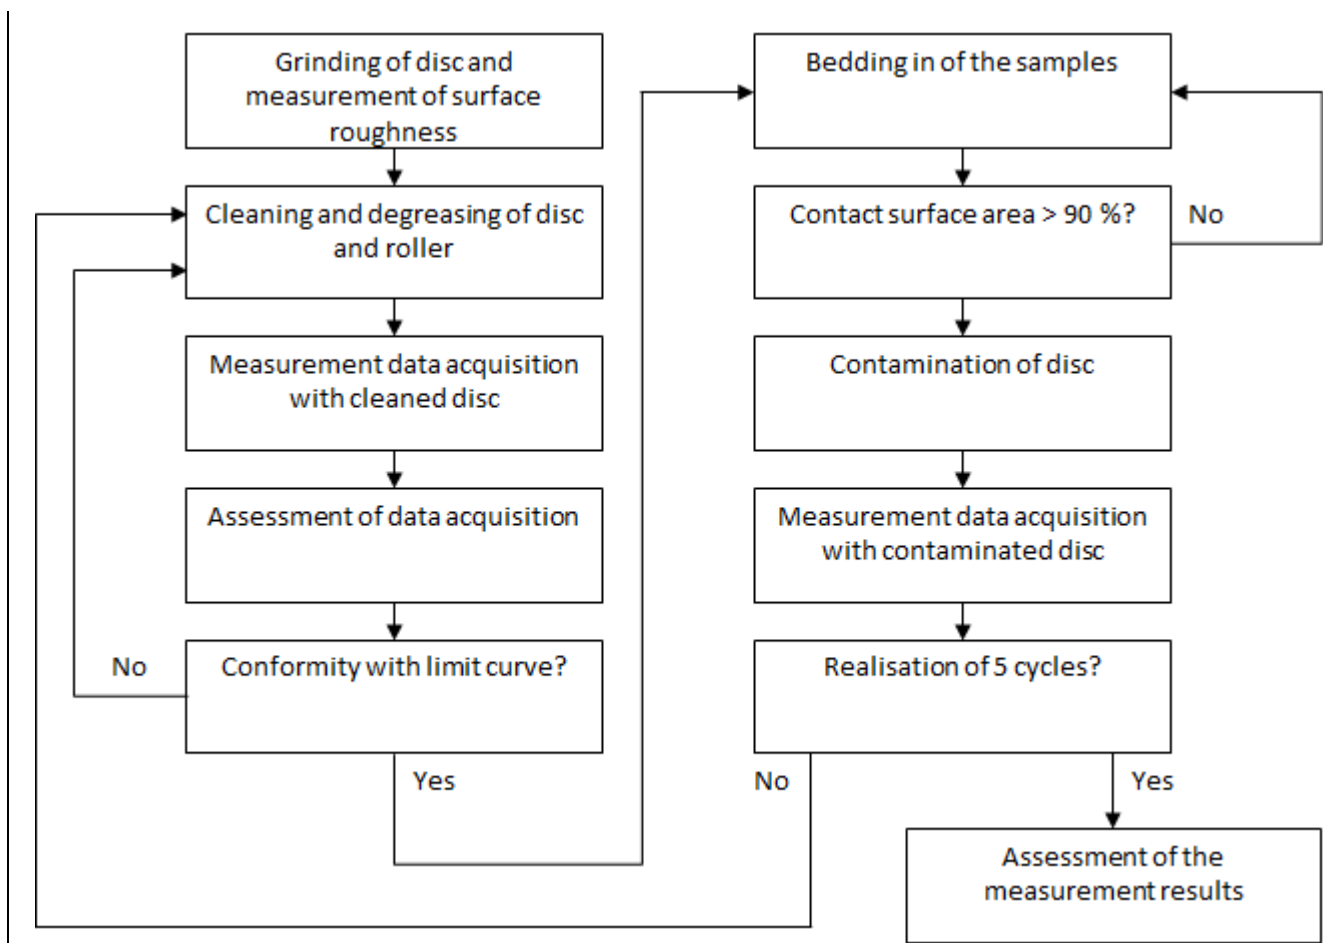 Grinding of disc and
measurement of surface
roughness
Cleaning and degreasing of disc
and roller
Measurement data acquisition
with cleaned disc
Assessment of data acquisition
No
Conformity with limit curve?
Yes
Bedding in of the samples
Contact surface area > 90 %?
No
Contamination of disc
Measurement data acquisition
with contaminated disc
Realisation of 5 cycles?
No
Yes
Assessment of the
measurement results